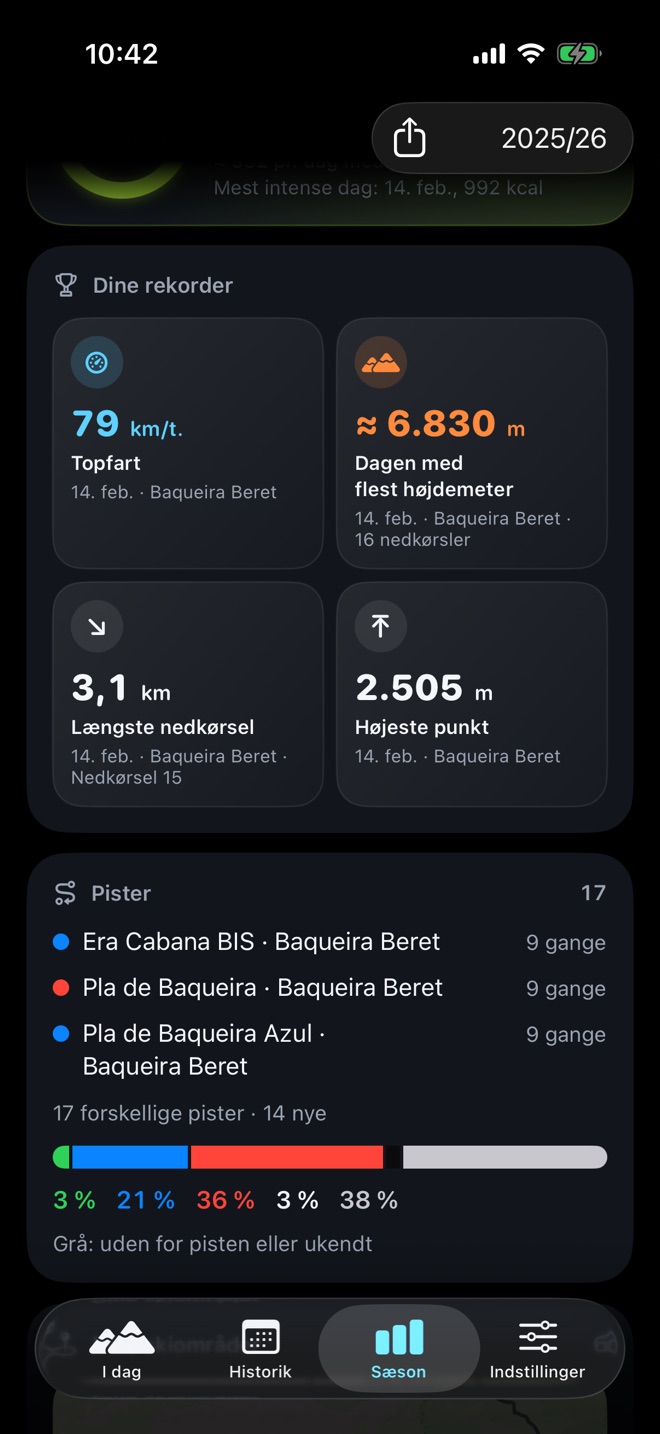 10:42
2025/26
Mest intense dag: 14. feb., 992 kcal
Dine rekorder
79 km/t.
Topfart
14. feb. · Baqueira Beret
≈ 6.830 m
Dagen med
flest højdemeter
14. feb. · Baqueira Beret ·
16 nedkørsler
3,1 km
Længste nedkørsel
14. feb. · Baqueira Beret ·
Nedkørsel 15
2.505 m
Højeste punkt
14. feb. · Baqueira Beret
Pister 17
Era Cabana BIS · Baqueira Beret 9 gange
Pla de Baqueira · Baqueira Beret 9 gange
Pla de Baqueira Azul · 9 gange
Baqueira Beret
17 forskellige pister · 14 nye
3 % 21 % 36 % 3 % 38 %
Grå: uden for pisten eller ukendt
I dag Historik Sæson Indstillinger